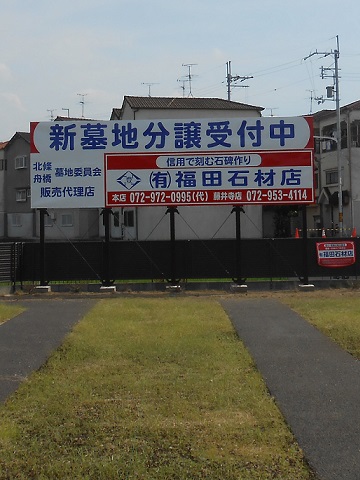 新墓地分譲受付中
北條
舟橋
墓地委員会
販売代理店
信用で刻む石碑作り
(有)福田石材店
本店 072-972-0995(代) 藤井寺店 072-953-4114
福田石材店